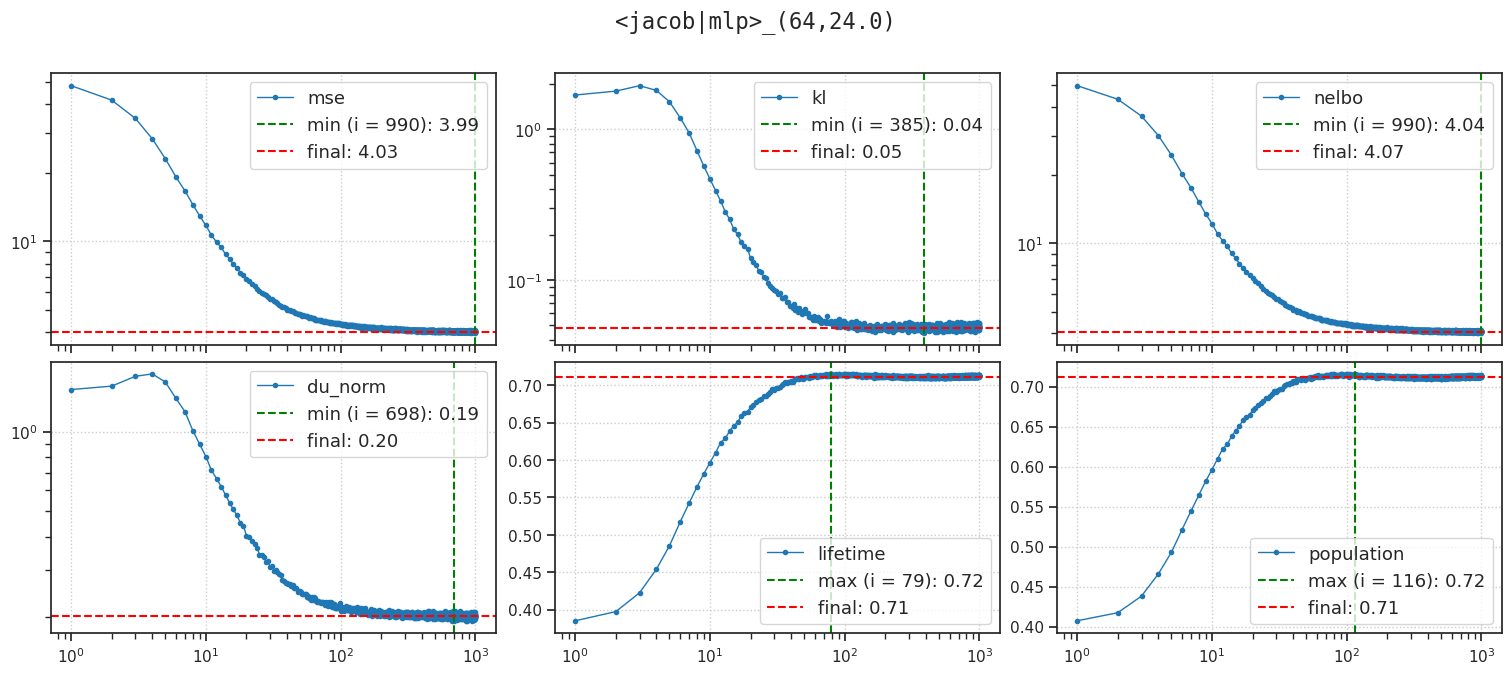 <jacob|mlp>_(64,24.0)
mse
min (i = 990): 3.99
final: 4.03
10¹
kl
min (i = 385): 0.04
final: 0.05
10⁰
10⁻¹
nelbo
min (i = 990): 4.04
final: 4.07
10¹
du_norm
min (i = 698): 0.19
final: 0.20
10⁰
10⁰ 10¹ 10² 10³
0.70
0.65
0.60
0.55
0.50
0.45
0.40
lifetime
max (i = 79): 0.72
final: 0.71
10⁰ 10¹ 10² 10³
0.70
0.65
0.60
0.55
0.50
0.45
0.40
population
max (i = 116): 0.72
final: 0.71
10⁰ 10¹ 10² 10³